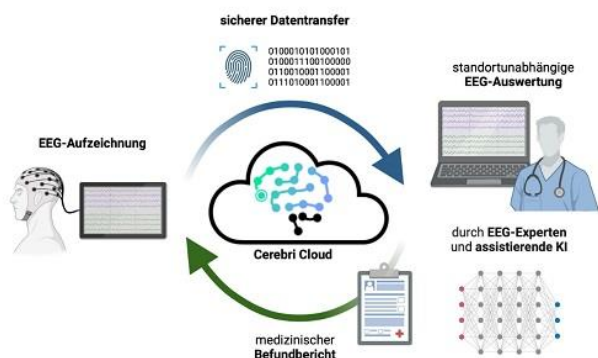 sicherer Datentransfer
0100010101000101
0100011100100000
0110010001100001
0111010001100001
standortunabhängige
EEG-Auswertung
EEG-Aufzeichnung
Cerebri Cloud
durch EEG-Experten
und assistierende KI
medizinischer
Befundbericht